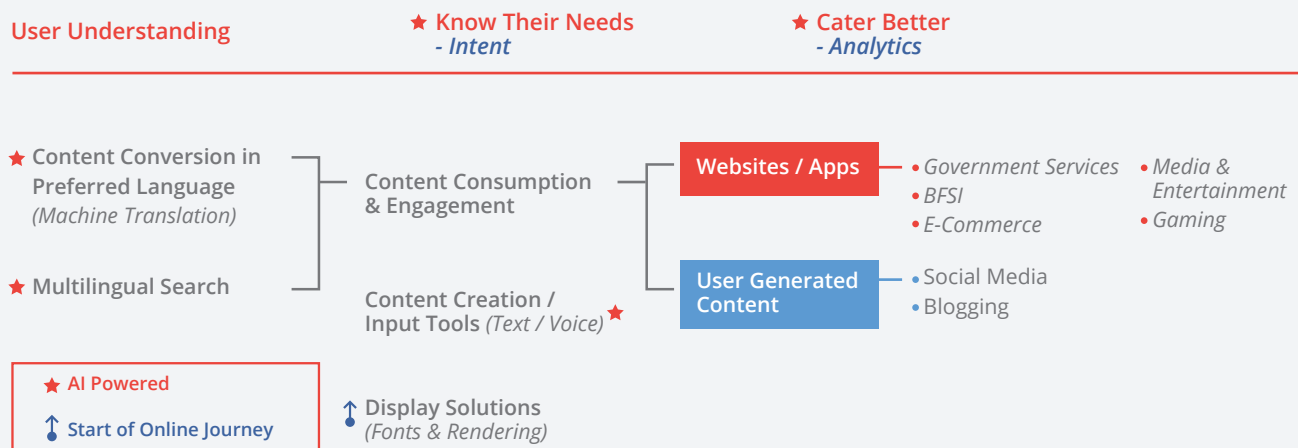 User Understanding
Know Their Needs
- Intent
Cater Better
- Analytics
Content Conversion in
Preferred Language
(Machine Translation)
Multilingual Search
Content Consumption
& Engagement
Content Creation /
Input Tools (Text / Voice)
Websites / Apps
• Government Services
• BFSI
• E-Commerce
• Media &
Entertainment
• Gaming
User Generated
Content
• Social Media
• Blogging
AI Powered
Start of Online Journey
Display Solutions
(Fonts & Rendering)